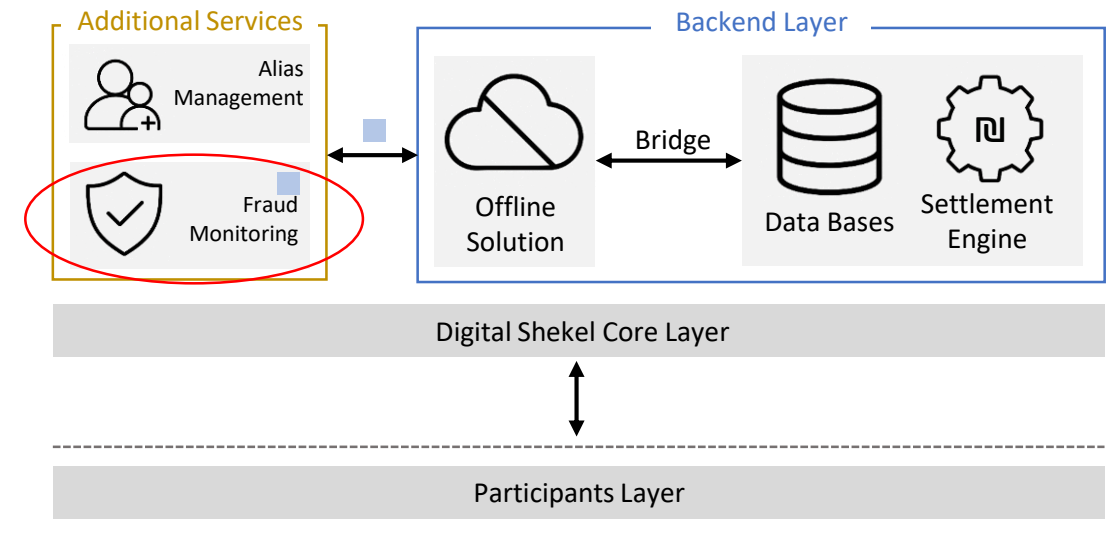 Additional Services
Backend Layer
Alias
Management
Fraud
Monitoring
Offline
Solution
Bridge
Data Bases
₪
Settlement
Engine
Digital Shekel Core Layer
Participants Layer